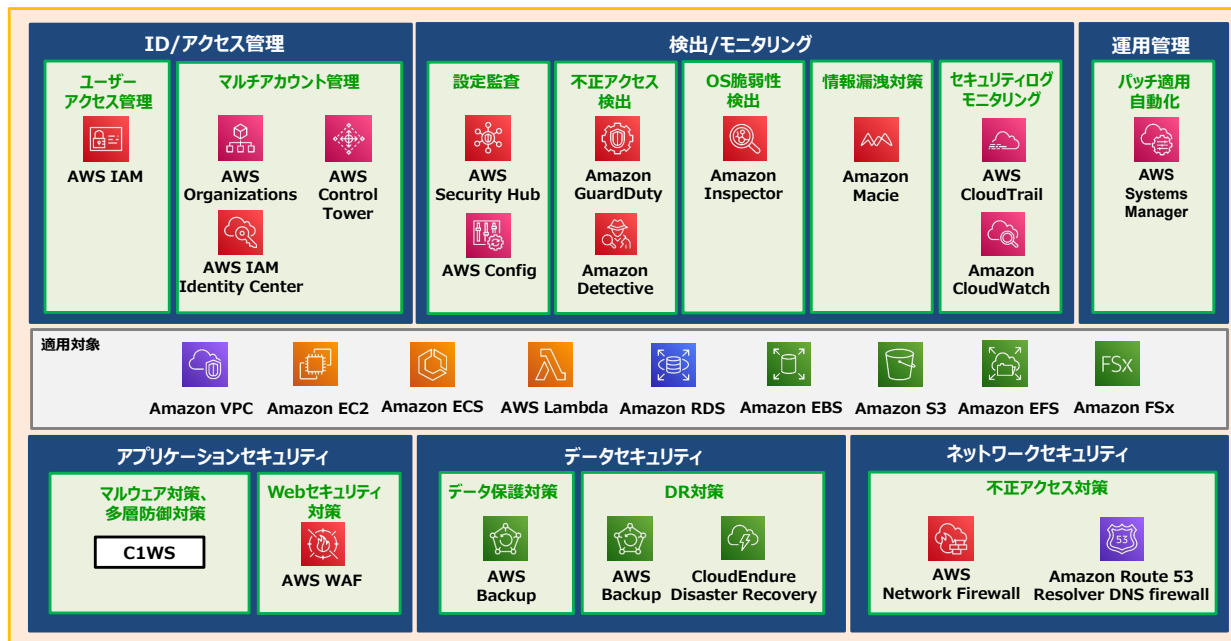 ID/アクセス管理
ユーザー
アクセス管理
AWS IAM
マルチアカウント管理
AWS
Organizations
AWS
Control
Tower
AWS IAM
Identity Center
検出/モニタリング
設定監査
AWS
Security Hub
AWS Config
不正アクセス
検出
Amazon
GuardDuty
Amazon
Detective
OS脆弱性
検出
Amazon
Inspector
情報漏洩対策
Amazon
Macie
セキュリティログ
モニタリング
AWS
CloudTrail
Amazon
CloudWatch
運用管理
パッチ適用
自動化
AWS
Systems
Manager
適用対象
Amazon VPC
Amazon EC2
Amazon ECS
AWS Lambda
Amazon RDS
Amazon EBS
Amazon S3
Amazon EFS
FSx
Amazon FSx
アプリケーションセキュリティ
マルウェア対策、
多層防御対策
C1WS
Webセキュリティ
対策
AWS WAF
データセキュリティ
データ保護対策
AWS
Backup
DR対策
AWS
Backup
CloudEndure
Disaster Recovery
ネットワークセキュリティ
不正アクセス対策
AWS
Network Firewall
53
Amazon Route 53
Resolver DNS firewall